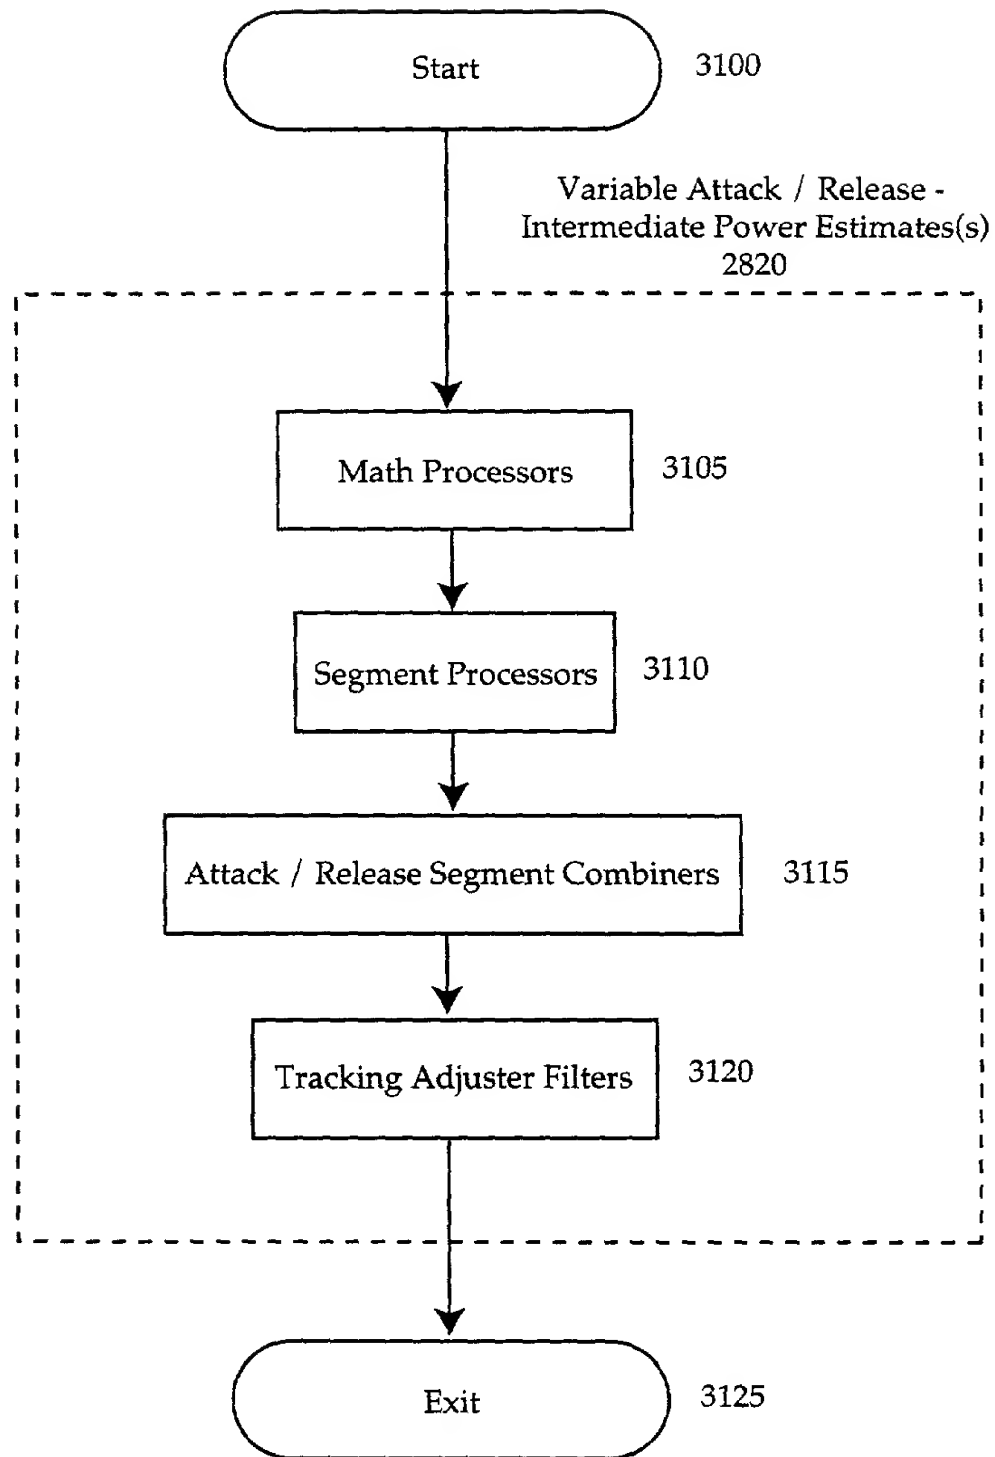 Start 3100
Variable Attack / Release -
Intermediate Power Estimates(s)
2820
Math Processors 3105
Segment Processors 3110
Attack / Release Segment Combiners 3115
Tracking Adjuster Filters 3120
Exit 3125